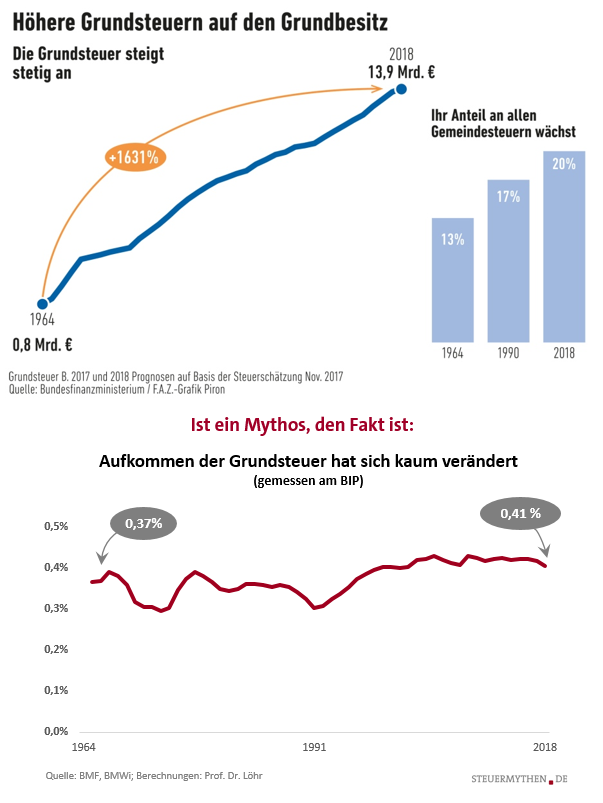 Höhere Grundsteuern auf den Grundbesitz
Die Grundsteuer steigt
stetig an
2018
13,9 Mrd. €
+1631%
1964
0,8 Mrd. €
Ihr Anteil an allen
Gemeindesteuern wächst
13%
17%
20%
1964
1990
2018
Grundsteuer B. 2017 und 2018 Prognosen auf Basis der Steuerschätzung Nov. 2017
Quelle: Bundesfinanzministerium / F.A.Z.-Grafik Piron
Ist ein Mythos, den Fakt ist:
Aufkommen der Grundsteuer hat sich kaum verändert
(gemessen am BIP)
0,5%
0,4%
0,3%
0,2%
0,1%
0,0%
0,37%
0,41 %
1964
1991
2018
Quelle: BMF, BMWi; Berechnungen: Prof. Dr. Löhr
STEUERMYTHEN.DE